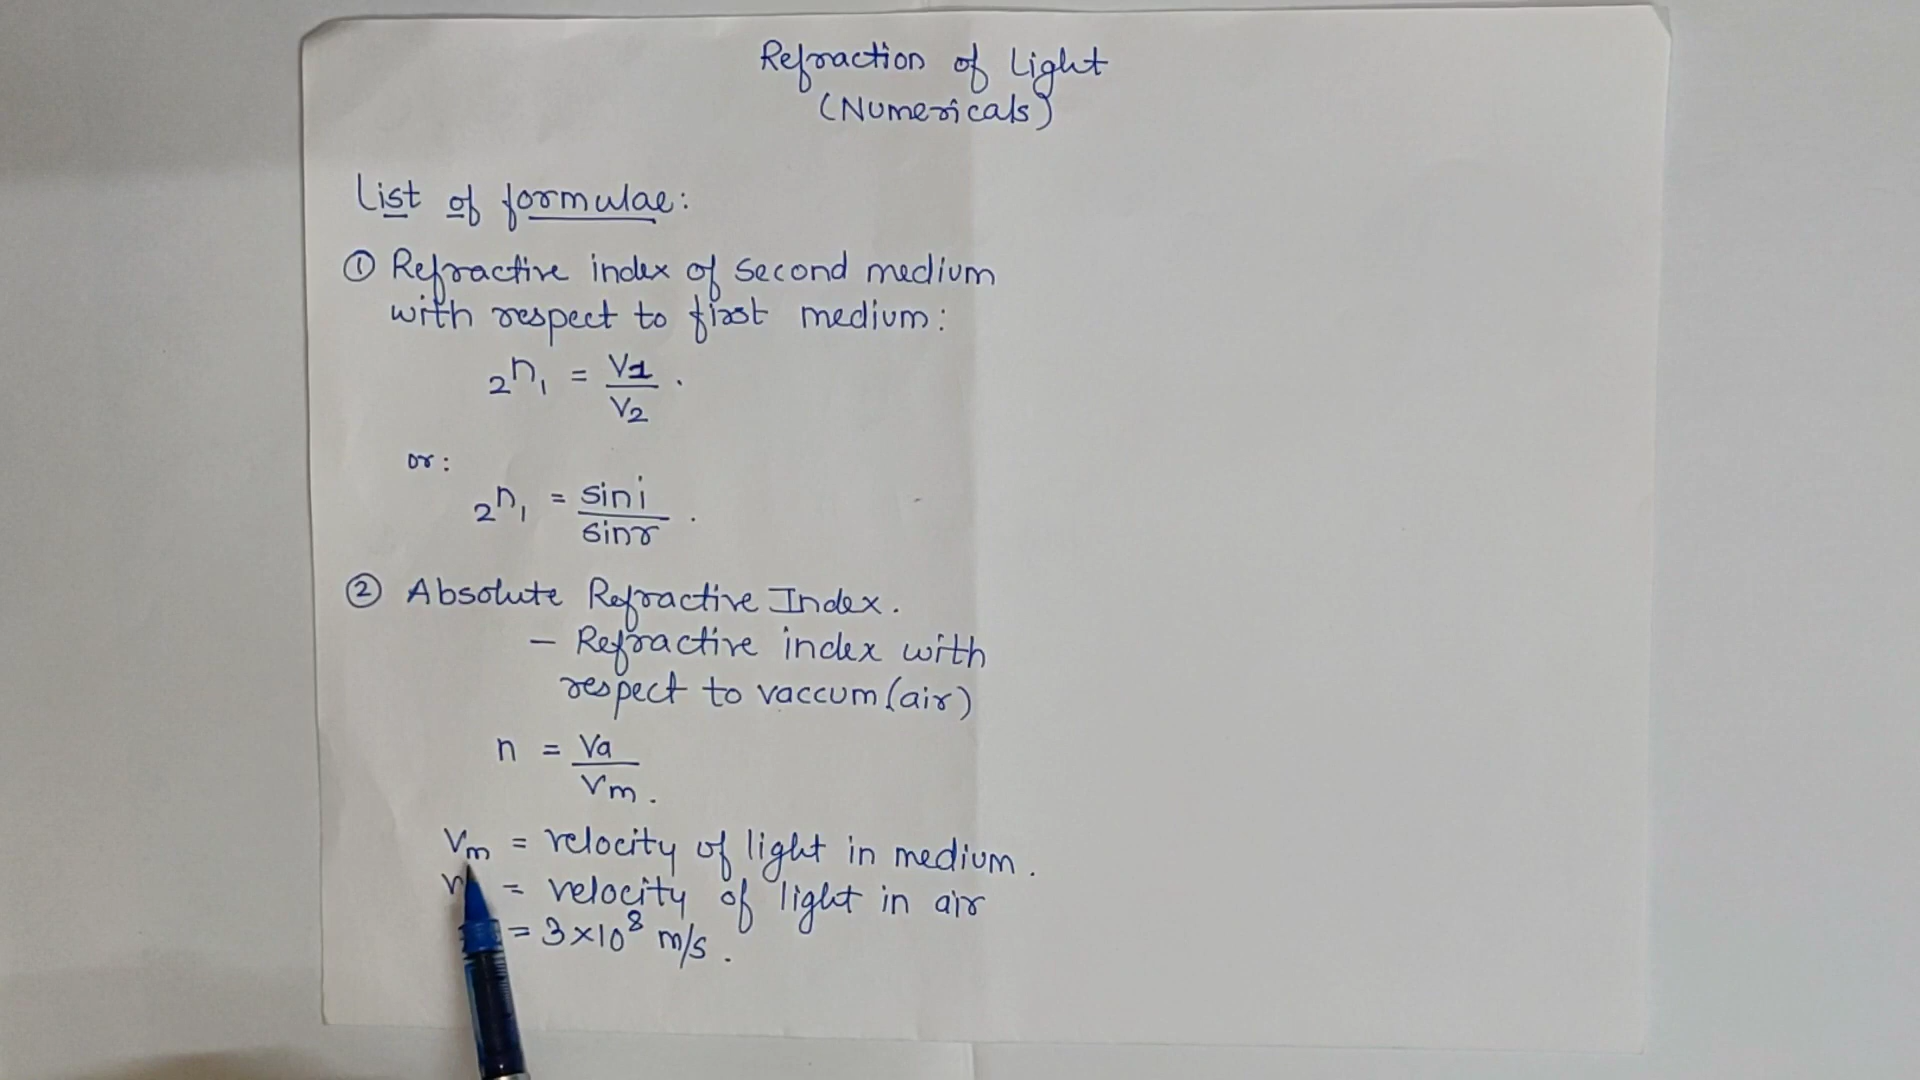 Refraction of Light
(Numericals)
List of formulae:
① Refractive index of second medium
with respect to first medium:
₂n₁ = V1/V2 .
or:
₂n₁ = sini/sinr .
② Absolute Refractive Index.
– Refractive index with
respect to vaccum (air)
n = Va/Vm .
Vm = velocity of light in medium .
= velocity of light in air
= 3×10⁸ m/s .